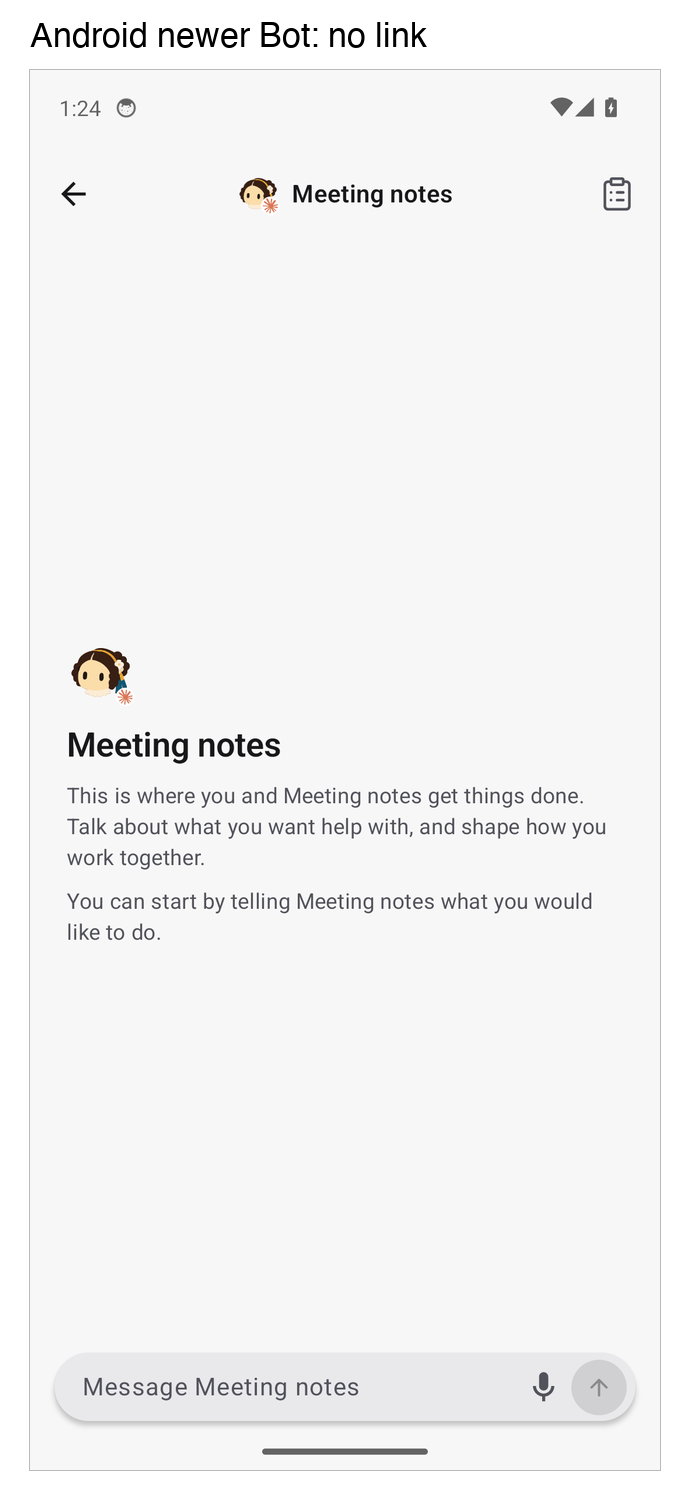 Android newer Bot: no link
1:24
Meeting notes
Meeting notes
This is where you and Meeting notes get things done.
Talk about what you want help with, and shape how you
work together.
You can start by telling Meeting notes what you would
like to do.
Message Meeting notes